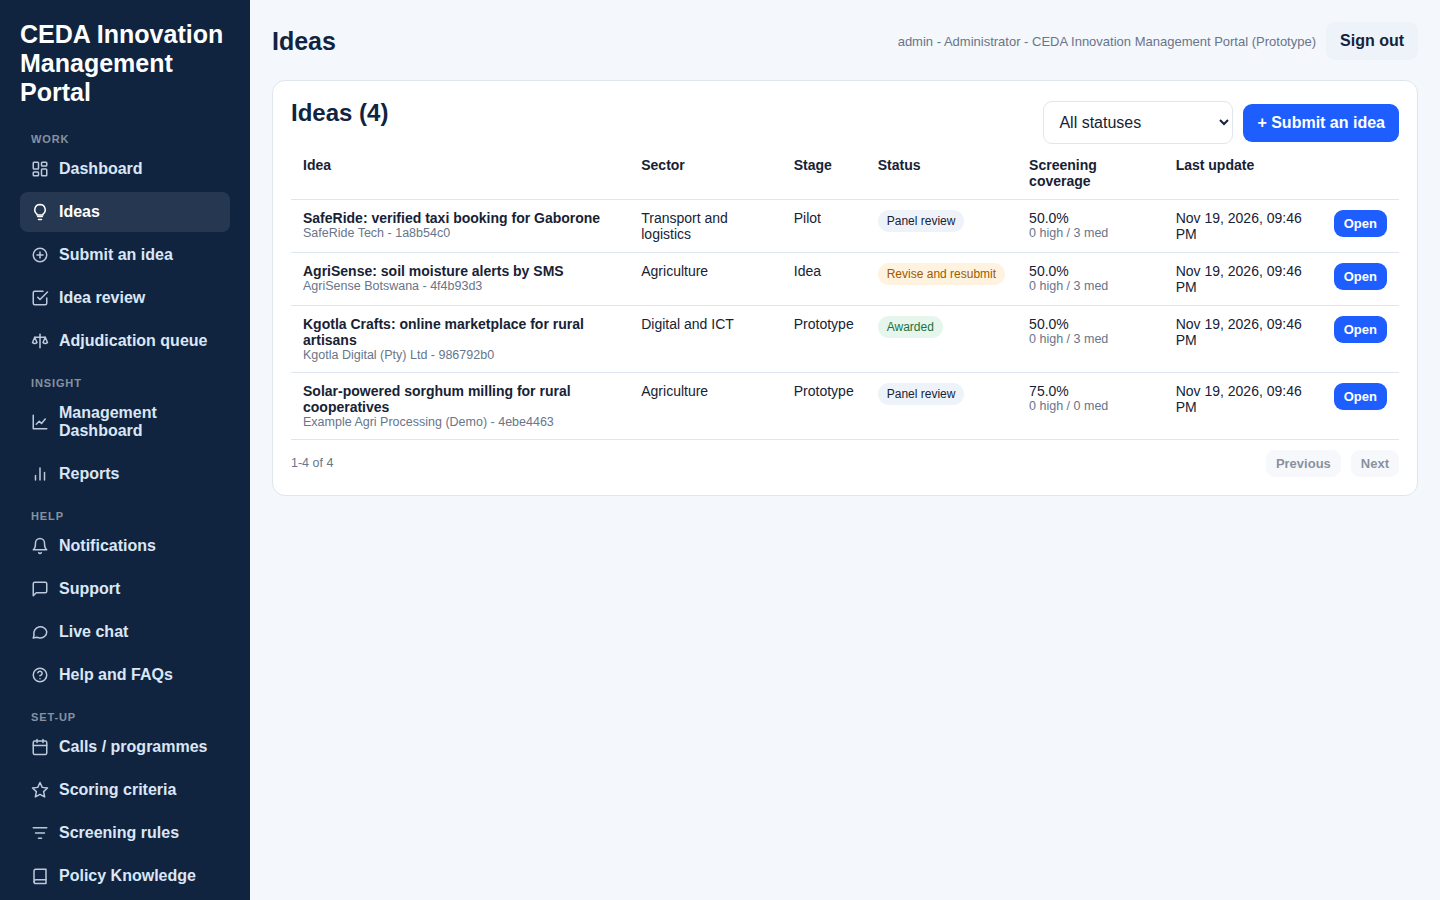 CEDA Innovation
Management
Portal
WORK
Dashboard
Ideas
Submit an idea
Idea review
Adjudication queue
INSIGHT
Management
Dashboard
Reports
HELP
Notifications
Support
Live chat
Help and FAQs
SET-UP
Calls / programmes
Scoring criteria
Screening rules
Policy Knowledge
Ideas
admin - Administrator - CEDA Innovation Management Portal (Prototype)
Sign out
Ideas (4)
All statuses
+ Submit an idea
Idea Sector Stage Status Screening coverage Last update
SafeRide: verified taxi booking for Gaborone
SafeRide Tech - 1a8b54c0
Transport and
logistics
Pilot
Panel review
50.0%
0 high / 3 med
Nov 19, 2026, 09:46
PM
Open
AgriSense: soil moisture alerts by SMS
AgriSense Botswana - 4f4b93d3
Agriculture
Idea
Revise and resubmit
50.0%
0 high / 3 med
Nov 19, 2026, 09:46
PM
Open
Kgotla Crafts: online marketplace for rural
artisans
Kgotla Digital (Pty) Ltd - 986792b0
Digital and ICT
Prototype
Awarded
50.0%
0 high / 3 med
Nov 19, 2026, 09:46
PM
Open
Solar-powered sorghum milling for rural
cooperatives
Example Agri Processing (Demo) - 4ebe4463
Agriculture
Prototype
Panel review
75.0%
0 high / 0 med
Nov 19, 2026, 09:46
PM
Open
1-4 of 4
Previous
Next